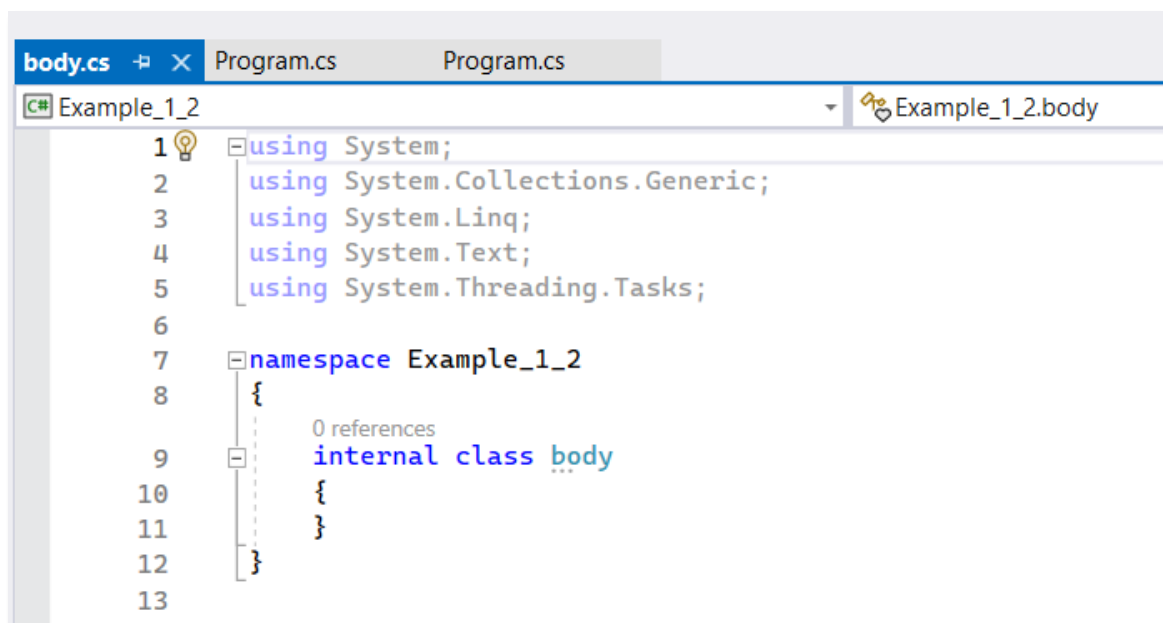 body.cs Program.cs Program.cs
C# Example_1_2 Example_1_2.body
1 using System;
2 using System.Collections.Generic;
3 using System.Linq;
4 using System.Text;
5 using System.Threading.Tasks;
6
7 namespace Example_1_2
8 {
0 references
9 internal class body
10 {
11 }
12 }
13